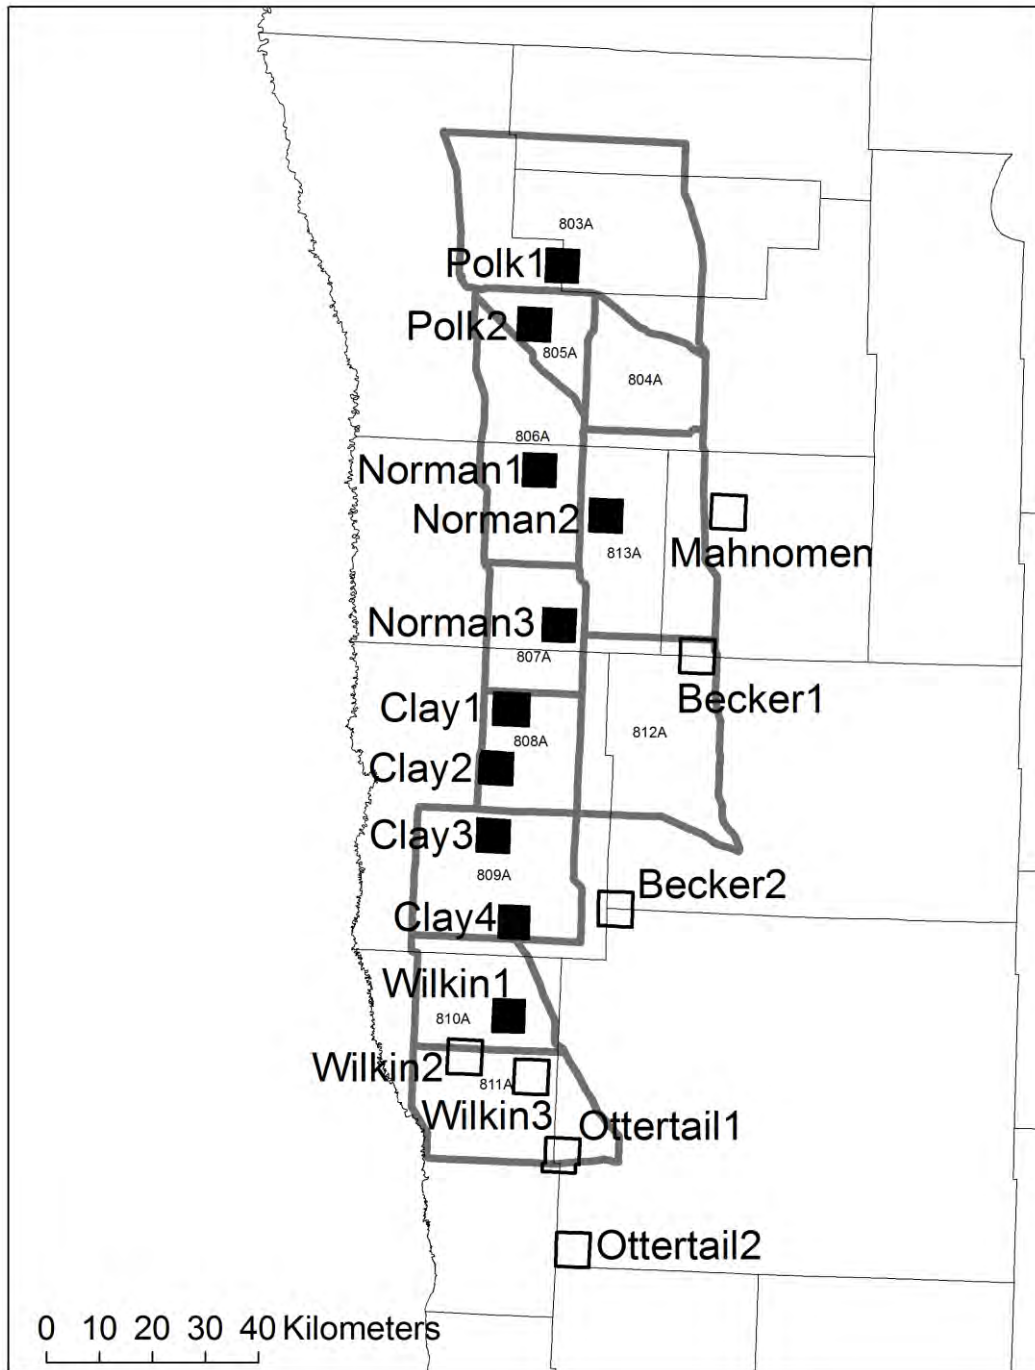 803A
Polk1
Polk2
805A
804A
806A
Norman1
Norman2
813A
Mahnomen
Norman3
807A
Becker1
Clay1
808A
812A
Clay2
Clay3
809A
Becker2
Clay4
Wilkin1
810A
Wilkin2
811A
Wilkin3
Ottertail1
Ottertail2
0 10 20 30 40 Kilometers